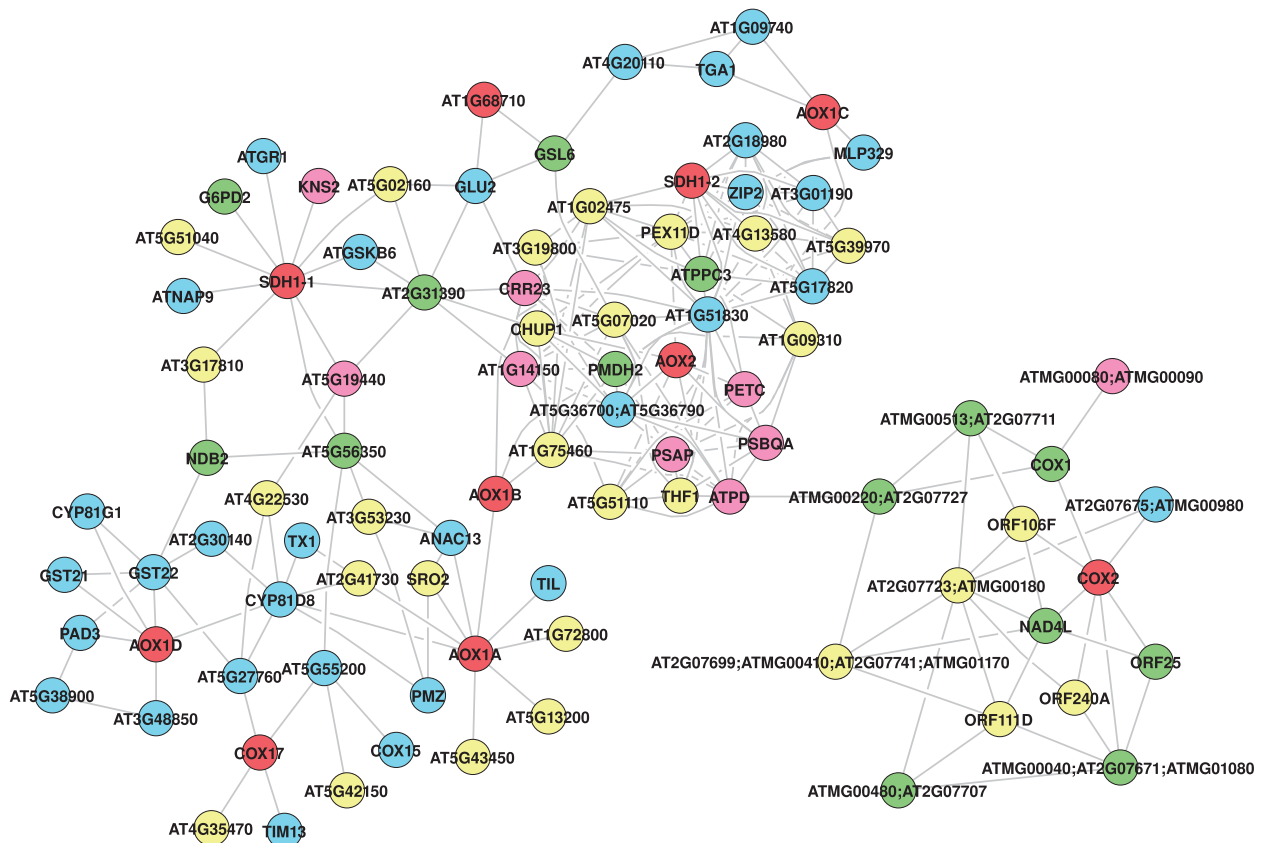 AT1G09740
AT4G20110
TGA1
AT1G68710
AOX1C
AT2G18980
ATGR1
GSL6
MLP329
KNS2
AT5G02160
GLU2
SDH1-2
ZIP2
AT3G01190
G6PD2
AT1G02475
AT5G51040
PEX11D
AT4G13580
AT5G39970
ATGSKB6
AT3G19800
SDH1-1
ATPPC3
ATNAP9
AT2G31390
CRR23
AT5G17820
AT1G51830
CHUP1
AT5G07020
AT1G09310
AT3G17810
AT5G19440
AT1G14150
PMDH2
AOX2
PETC
ATMG00080;ATMG00090
AT5G36700;AT5G36790
ATMG00513;AT2G07711
NDB2
AT5G56350
AT1G75460
PSAP
PSBQA
COX1
AT4G22530
AOX1B
AT5G51110
THF1
ATPD
ATMG00220;AT2G07727
AT2G07675;ATMG00980
CYP81G1
AT3G53230
ORF106F
AT2G30140
TX1
ANAC13
GST21
GST22
AT2G41730
SRO2
TIL
AT2G07723;ATMG00180
COX2
CYP81D8
PAD3
AOX1D
AT1G72800
NAD4L
AOX1A
AT2G07699;ATMG00410;AT2G07741;ATMG01170
ORF25
AT5G27760
AT5G55200
AT5G38900
PMZ
ORF240A
AT3G48850
AT5G13200
ORF111D
COX17
COX15
AT5G43450
ATMG00040;AT2G07671;ATMG01080
AT5G42150
ATMG00480;AT2G07707
AT4G35470
TIM13